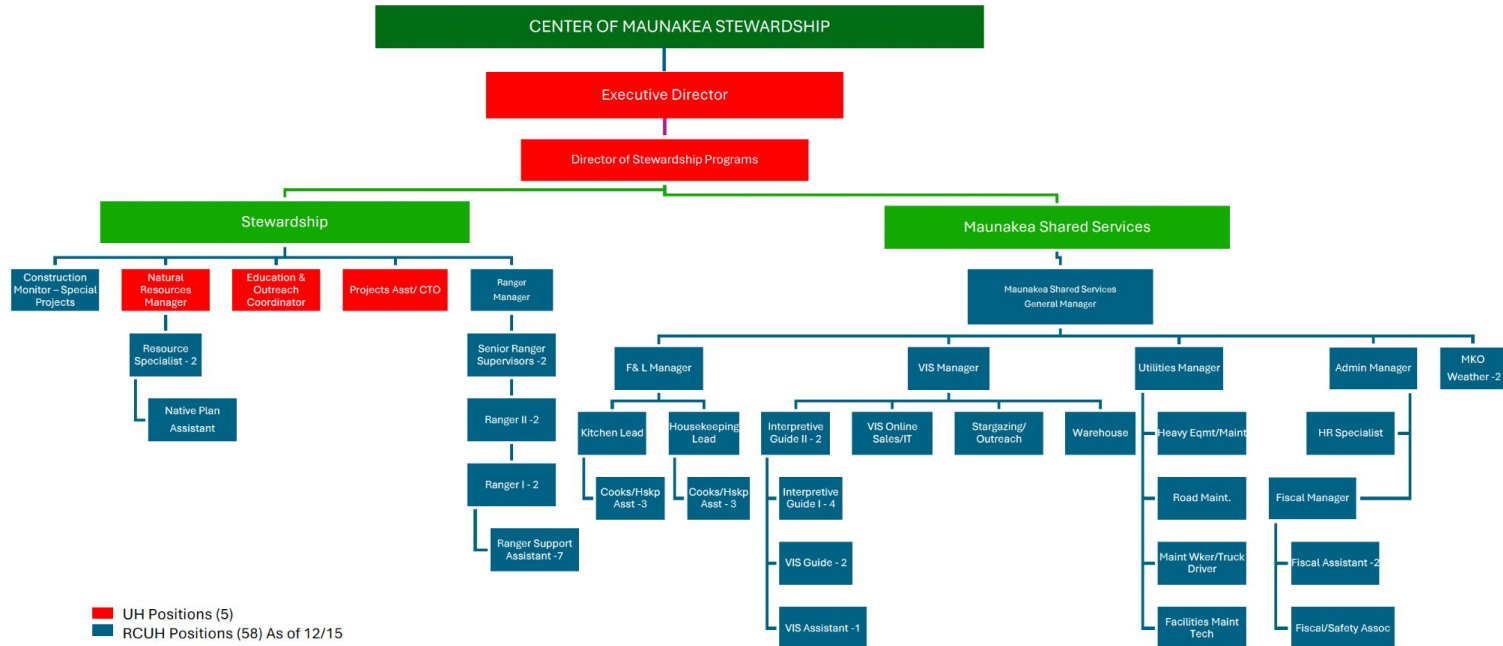 CENTER OF MAUNAKEA STEWARDSHIP
Executive Director
Director of Stewardship Programs
Stewardship
Maunakea Shared Services
Construction
Monitor – Special
Projects
Natural
Resources
Manager
Education &
Outreach
Coordinator
Projects Asst/ CTO
Ranger
Manager
Maunakea Shared Services
General Manager
Resource
Specialist - 2
Senior Ranger
Supervisors -2
F& L Manager
VIS Manager
Utilities Manager
Admin Manager
MKO
Weather -2
Native Plan
Assistant
Ranger II -2
Kitchen Lead
Housekeeping
Lead
Interpretive
Guide II - 2
VIS Online
Sales/IT
Stargazing/
Outreach
Warehouse
Heavy Eqmt/Maint
HR Specialist
Ranger I - 2
Cooks/Hskp
Asst -3
Cooks/Hskp
Asst - 3
Interpretive
Guide I - 4
Road Maint.
Fiscal Manager
Ranger Support
Assistant -7
VIS Guide - 2
Maint Wker/Truck
Driver
Fiscal Assistant -2
VIS Assistant -1
Facilities Maint
Tech
Fiscal/Safety Assoc
UH Positions (5)
RCUH Positions (58) As of 12/15